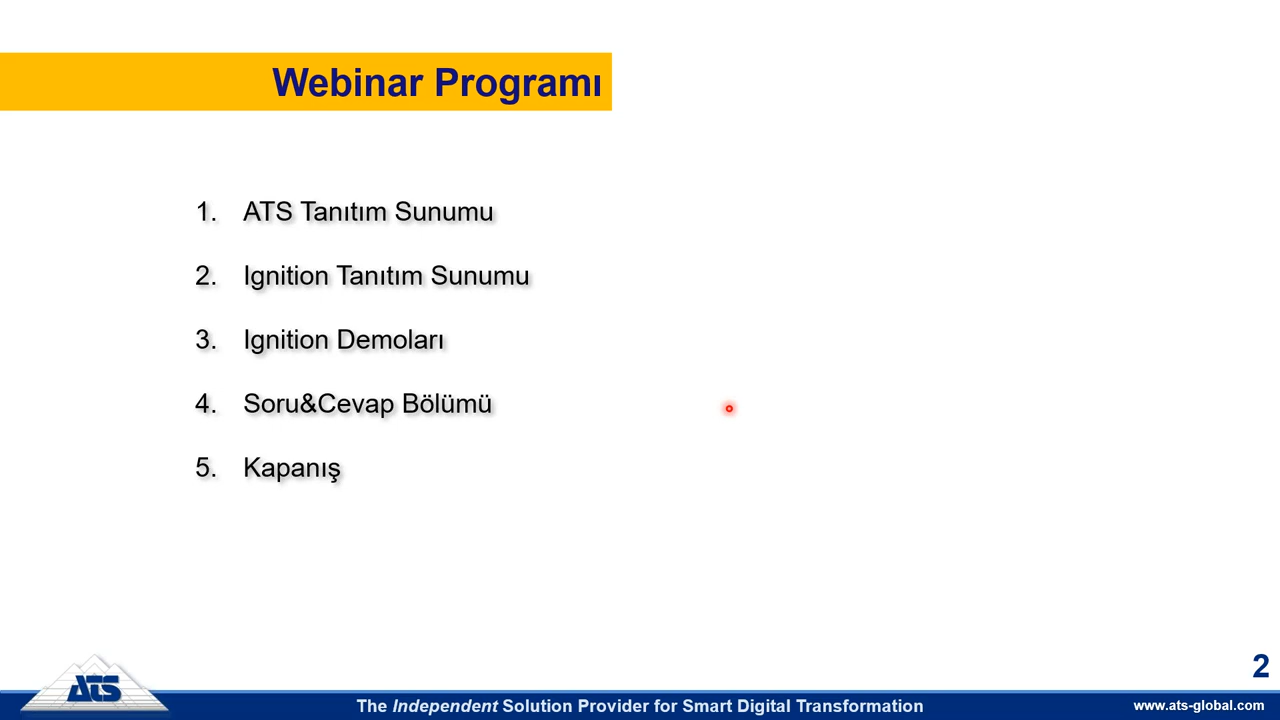 Webinar Programı
1. ATS Tanıtım Sunumu
2. Ignition Tanıtım Sunumu
3. Ignition Demoları
4. Soru&Cevap Bölümü
5. Kapanış
2
ATS
The Independent Solution Provider for Smart Digital Transformation
www.ats-global.com